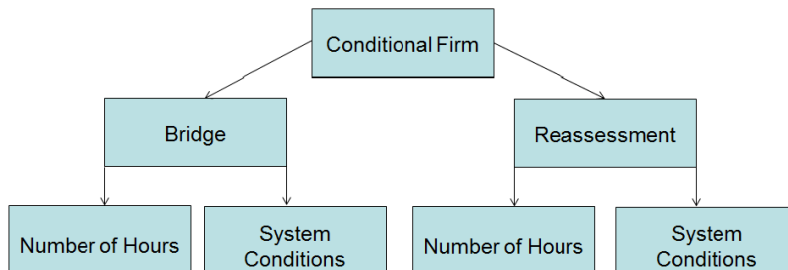 Conditional Firm
Bridge
Reassessment
Number of Hours
System
Conditions
Number of Hours
System
Conditions